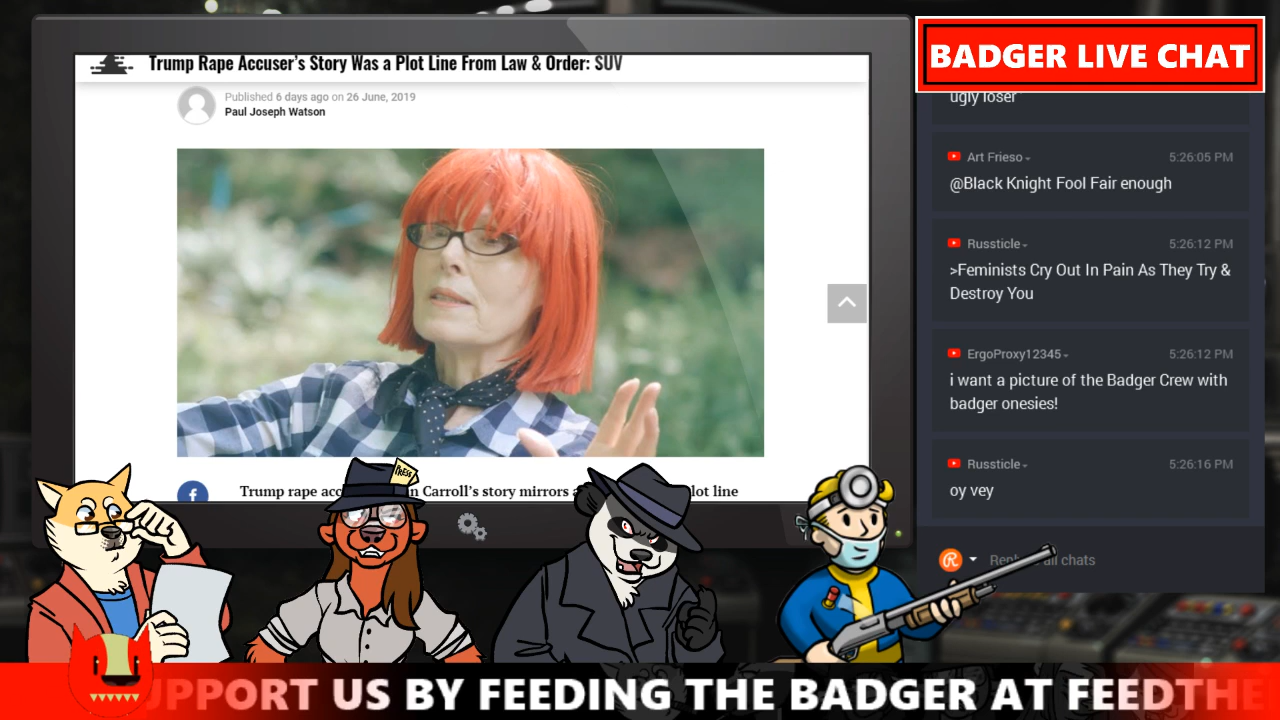 Trump Rape Accuser's Story Was a Plot Line From Law & Order: SUV
Published 6 days ago on 26 June, 2019
Paul Joseph Watson
Trump rape acc n Carroll's story mirrors a lot line
PRESS
BADGER LIVE CHAT
ugly loser
Art Frieso
5:26:05 PM
@Black Knight Fool Fair enough
Russticle
5:26:12 PM
>Feminists Cry Out In Pain As They Try &
Destroy You
ErgoProxy12345
5:26:12 PM
i want a picture of the Badger Crew with
badger onesies!
Russticle
5:26:16 PM
oy vey
all chats
UPPORT US BY FEEDING THE BADGER AT FEEDTHE